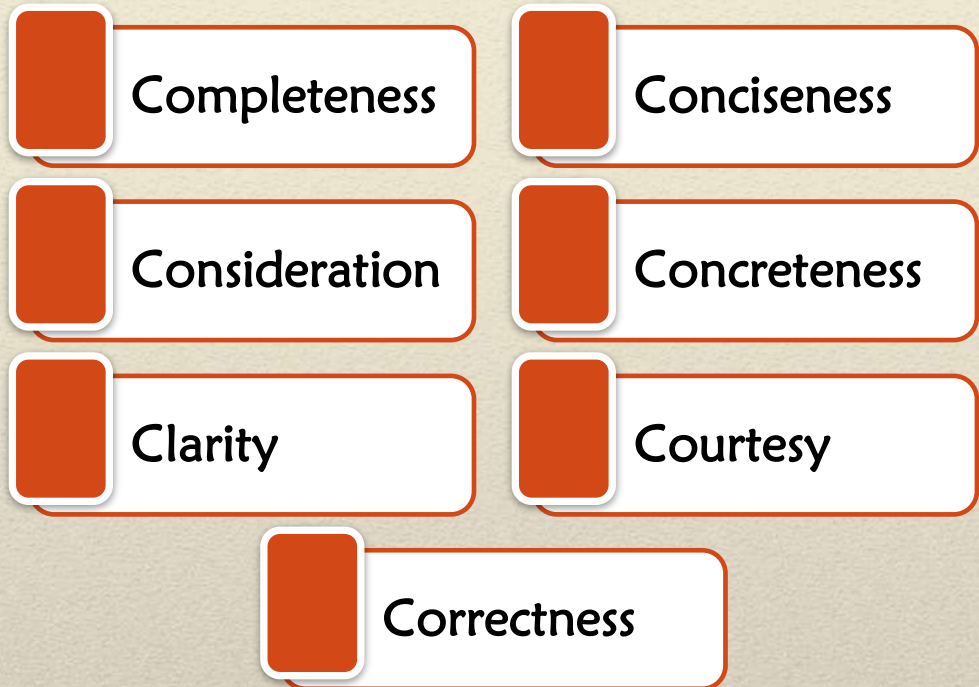 Completeness
Conciseness
Consideration
Concreteness
Clarity
Courtesy
Correctness